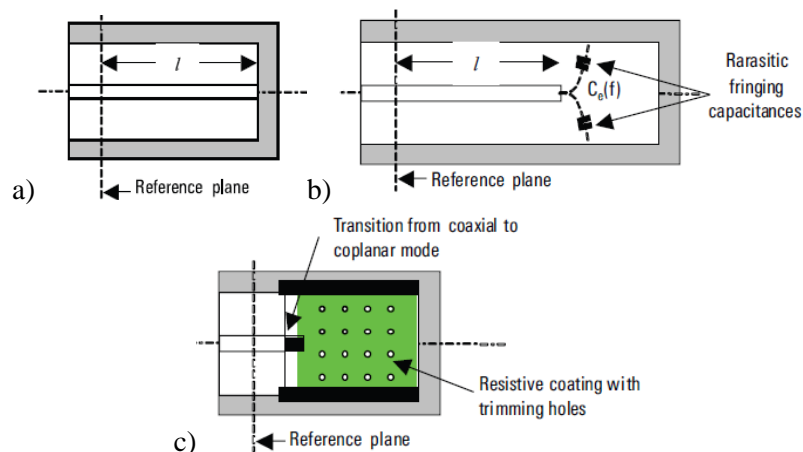 l
l
Rarasitic
fringing
capacitances
Ce(f)
Reference plane
Reference plane
a)
b)
Transition from coaxial to
coplanar mode
Resistive coating with
trimming holes
Reference plane
c)